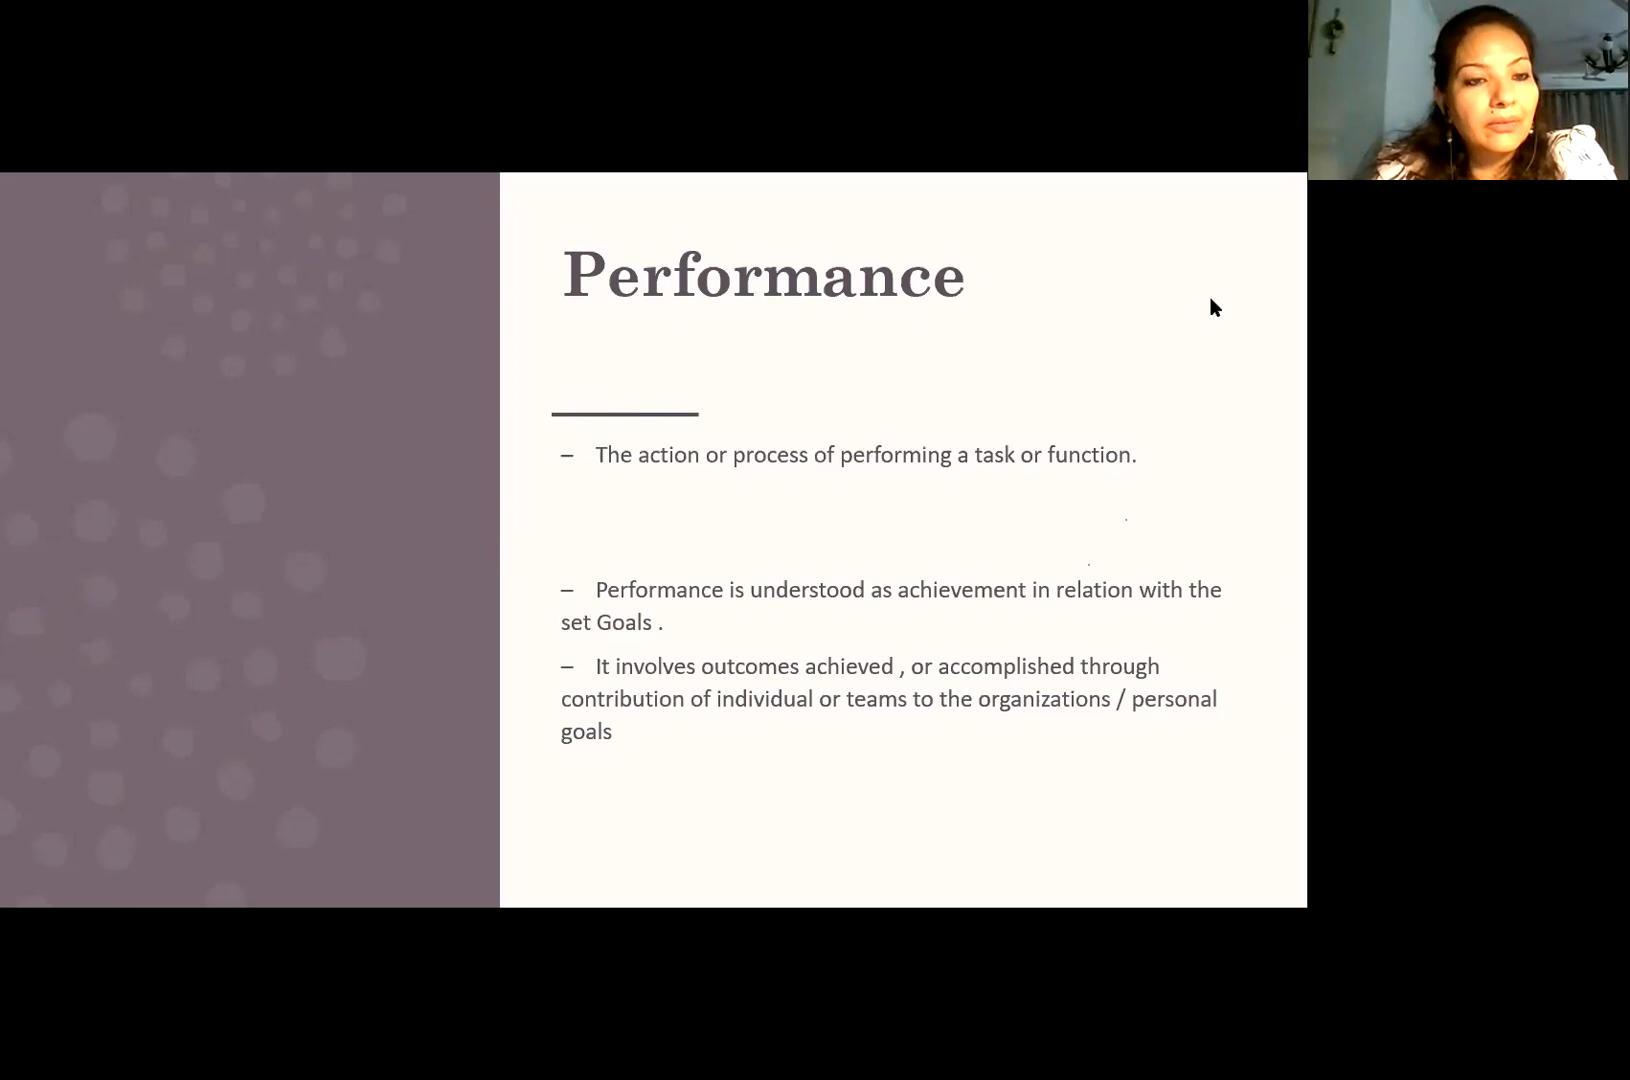 Performance
– The action or process of performing a task or function.
– Performance is understood as achievement in relation with the
set Goals .
– It involves outcomes achieved , or accomplished through
contribution of individual or teams to the organizations / personal
goals